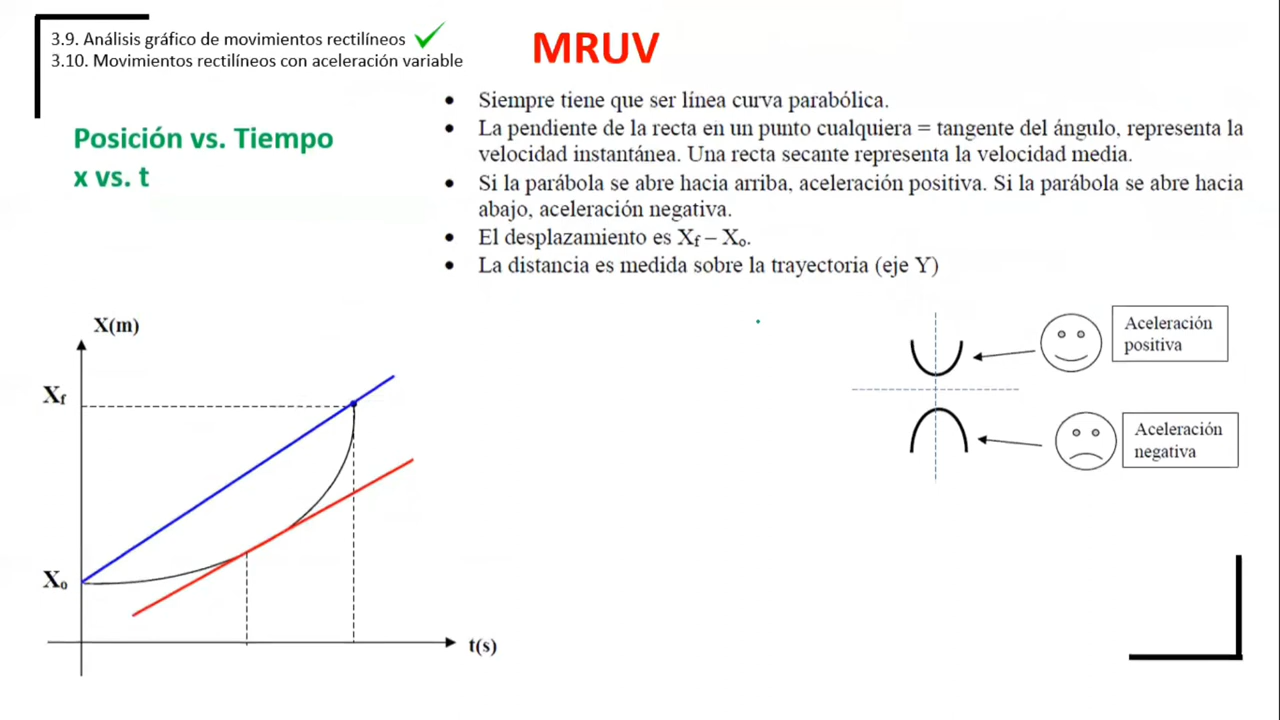 3.9. Análisis gráfico de movimientos rectilíneos
3.10. Movimientos rectilíneos con aceleración variable
MRUV
Posición vs. Tiempo
x vs. t
• Siempre tiene que ser línea curva parabólica.
• La pendiente de la recta en un punto cualquiera = tangente del ángulo, representa la
velocidad instantánea. Una recta secante representa la velocidad media.
• Si la parábola se abre hacia arriba, aceleración positiva. Si la parábola se abre hacia
abajo, aceleración negativa.
• El desplazamiento es Xf – Xo.
• La distancia es medida sobre la trayectoria (eje Y)
X(m)
Xf
Xo
t(s)
Aceleración
positiva
Aceleración
negativa